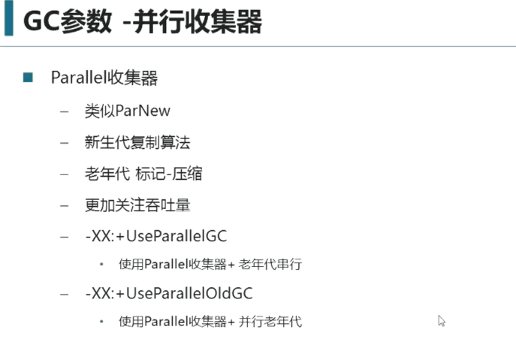 GC参数 -并行收集器
Parallel收集器
– 类似ParNew
– 新生代复制算法
– 老年代 标记-压缩
– 更加关注吞吐量
– -XX:+UseParallelGC
• 使用Parallel收集器+ 老年代串行
– -XX:+UseParallelOldGC
• 使用Parallel收集器+ 并行老年代